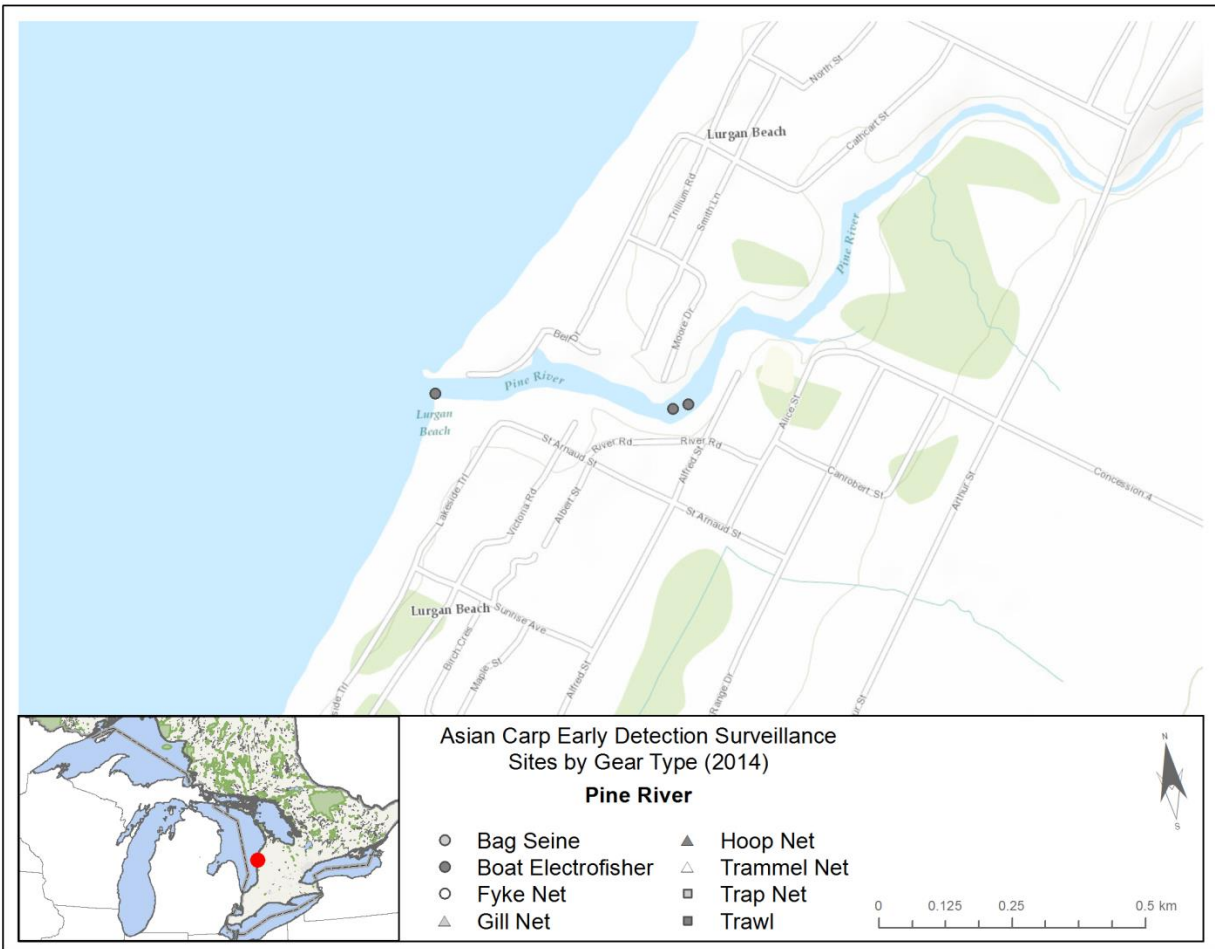 North St
Lurgan Beach
Cathcart St
Trillium Rd
Smith Ln
Pine River
Moore Dr
Bell Dr
Pine River
Lurgan
Beach
Alice St
River Rd
River Rd
St Arnaud St
Alfred St
Canrobert St
Concession 4
Arthur St
Lakeside Trl
Victoria Rd
Albert St
St Arnaud St
Lurgan Beach
Sunrise Ave
Birch Cres
Maple St
Alfred St
side Trl
Range Dr
ur St
Asian Carp Early Detection Surveillance
Sites by Gear Type (2014)
Pine River
N
S
Bag Seine
Boat Electrofisher
Fyke Net
Gill Net
Hoop Net
Trammel Net
Trap Net
Trawl
0 0.125 0.25 0.5 km